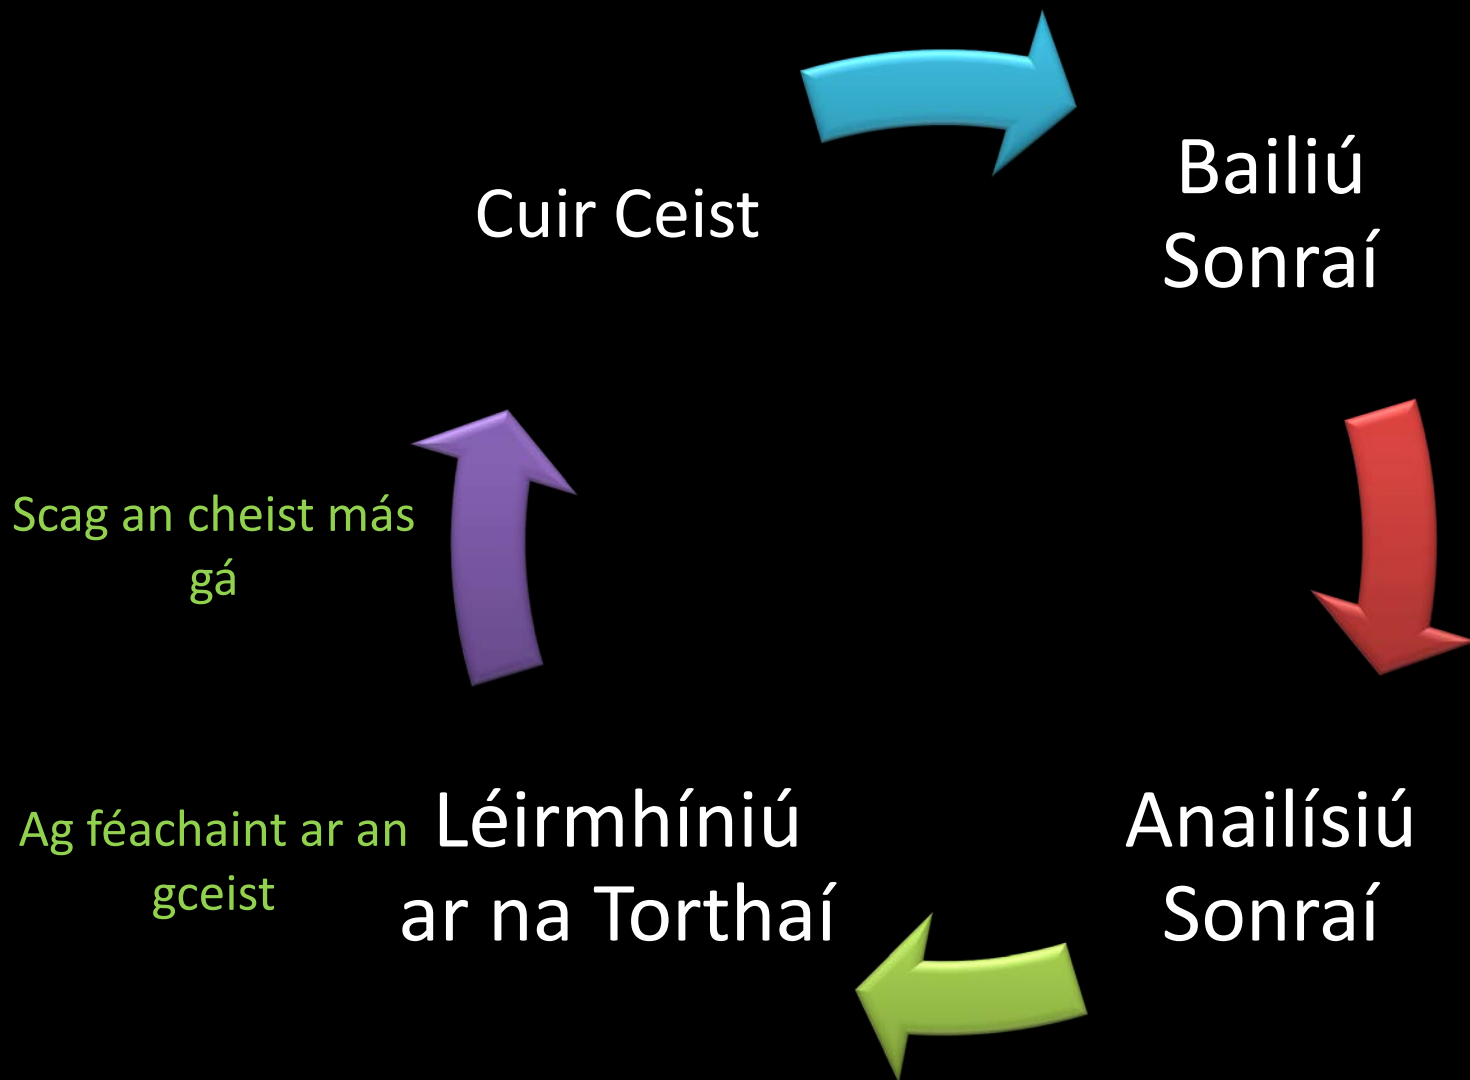 Cuir Ceist
Bailiú
Sonraí
Scag an cheist más
gá
Ag féachaint ar an
gceist
Léirmhíniú
ar na Torthaí
Anailísiú
Sonraí